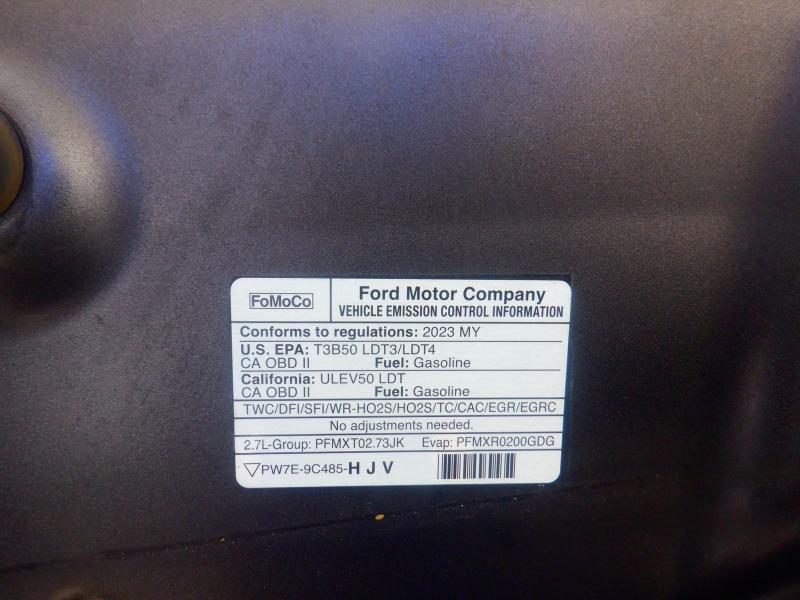 FoMoCo
Ford Motor Company
VEHICLE EMISSION CONTROL INFORMATION
Conforms to regulations: 2023 MY
U.S. EPA: T3B50 LDT3/LDT4
CA OBD II Fuel: Gasoline
California: ULEV50 LDT
CA OBD II Fuel: Gasoline
TWC/DFI/SFI/WR-HO2S/HO2S/TC/CAC/EGR/EGRC
No adjustments needed.
2.7L-Group: PFMXT02.73JK Evap: PFMXR0200GDG
PW7E-9C485-H J V